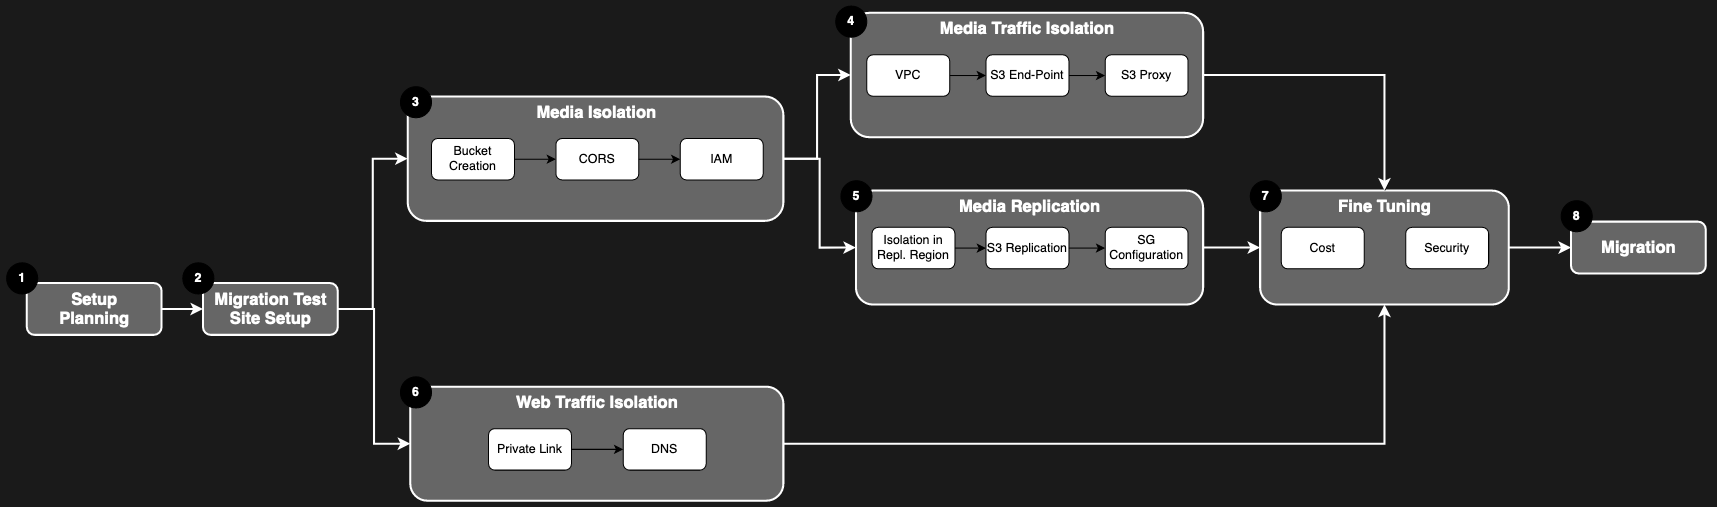 1
Setup
Planning
2
Migration Test
Site Setup
3
Media Isolation
Bucket
Creation
CORS
IAM
4
Media Traffic Isolation
VPC
S3 End-Point
S3 Proxy
5
Media Replication
Isolation in
Repl. Region
S3 Replication
SG
Configuration
6
Web Traffic Isolation
Private Link
DNS
7
Fine Tuning
Cost
Security
8
Migration